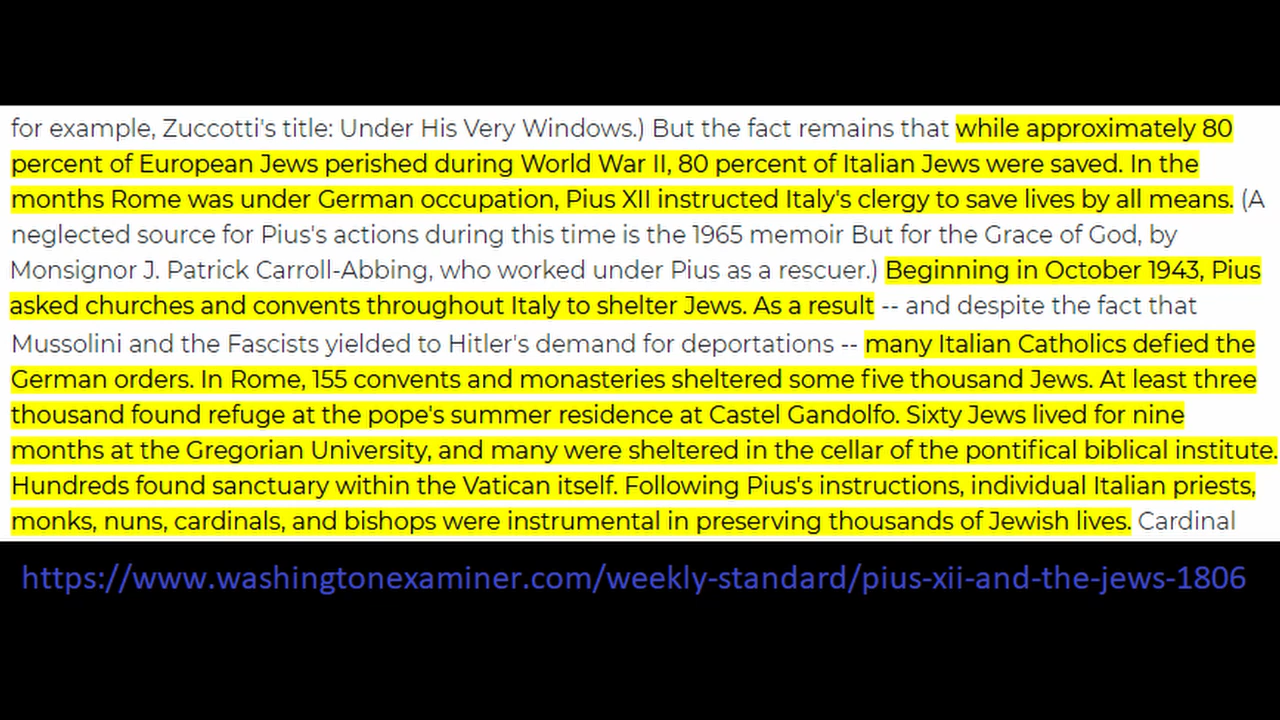 for example, Zuccotti's title: Under His Very Windows.) But the fact remains that while approximately 80
percent of European Jews perished during World War II, 80 percent of Italian Jews were saved. In the
months Rome was under German occupation, Pius XII instructed Italy's clergy to save lives by all means. (A
neglected source for Pius's actions during this time is the 1965 memoir But for the Grace of God, by
Monsignor J. Patrick Carroll-Abbing, who worked under Pius as a rescuer.) Beginning in October 1943, Pius
asked churches and convents throughout Italy to shelter Jews. As a result -- and despite the fact that
Mussolini and the Fascists yielded to Hitler's demand for deportations -- many Italian Catholics defied the
German orders. In Rome, 155 convents and monasteries sheltered some five thousand Jews. At least three
thousand found refuge at the pope's summer residence at Castel Gandolfo. Sixty Jews lived for nine
months at the Gregorian University, and many were sheltered in the cellar of the pontifical biblical institute.
Hundreds found sanctuary within the Vatican itself. Following Pius's instructions, individual Italian priests,
monks, nuns, cardinals, and bishops were instrumental in preserving thousands of Jewish lives. Cardinal
https://www.washingtonexaminer.com/weekly-standard/pius-xii-and-the-jews-1806